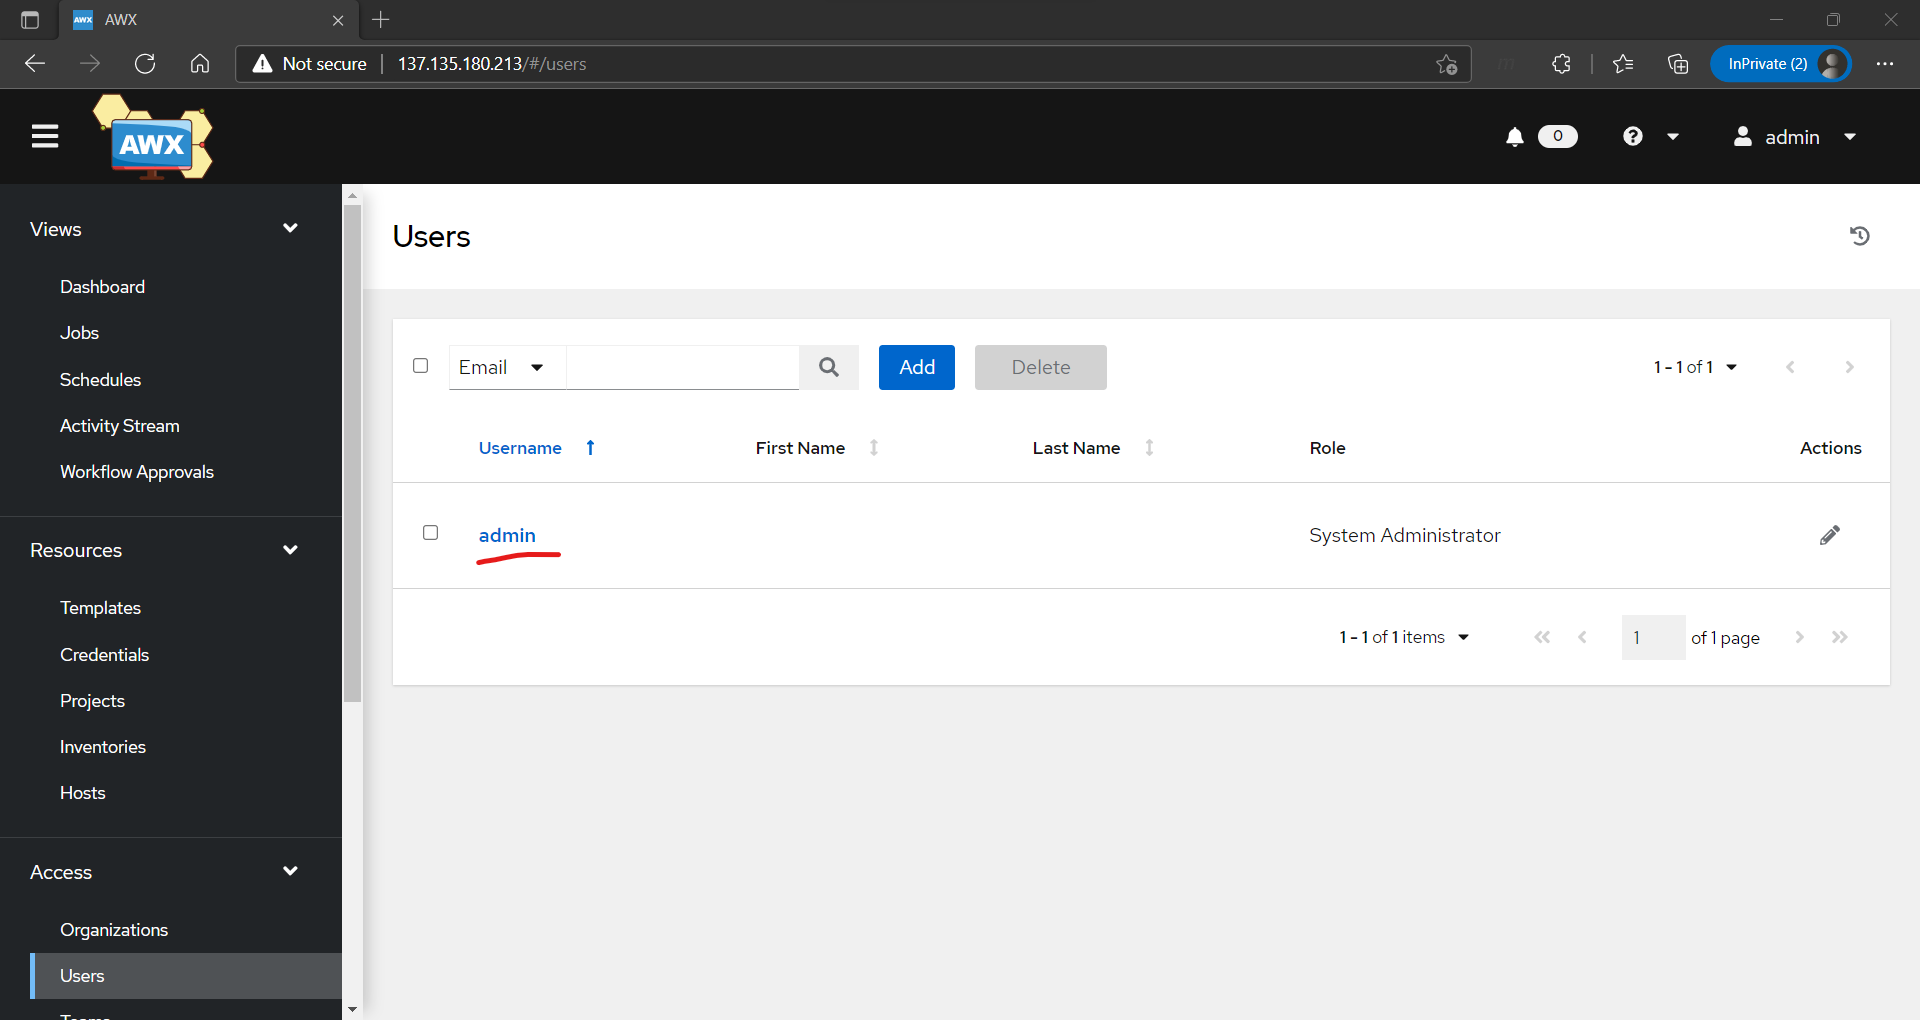 AWX
Not secure 137.135.180.213/#/users
InPrivate (2)
AWX
0
admin
Views
Dashboard
Jobs
Schedules
Activity Stream
Workflow Approvals
Resources
Templates
Credentials
Projects
Inventories
Hosts
Access
Organizations
Users
Teams
Users
Email
Add
Delete
1 - 1 of 1
Username
First Name
Last Name
Role
Actions
admin
System Administrator
1 - 1 of 1 items
1 of 1 page